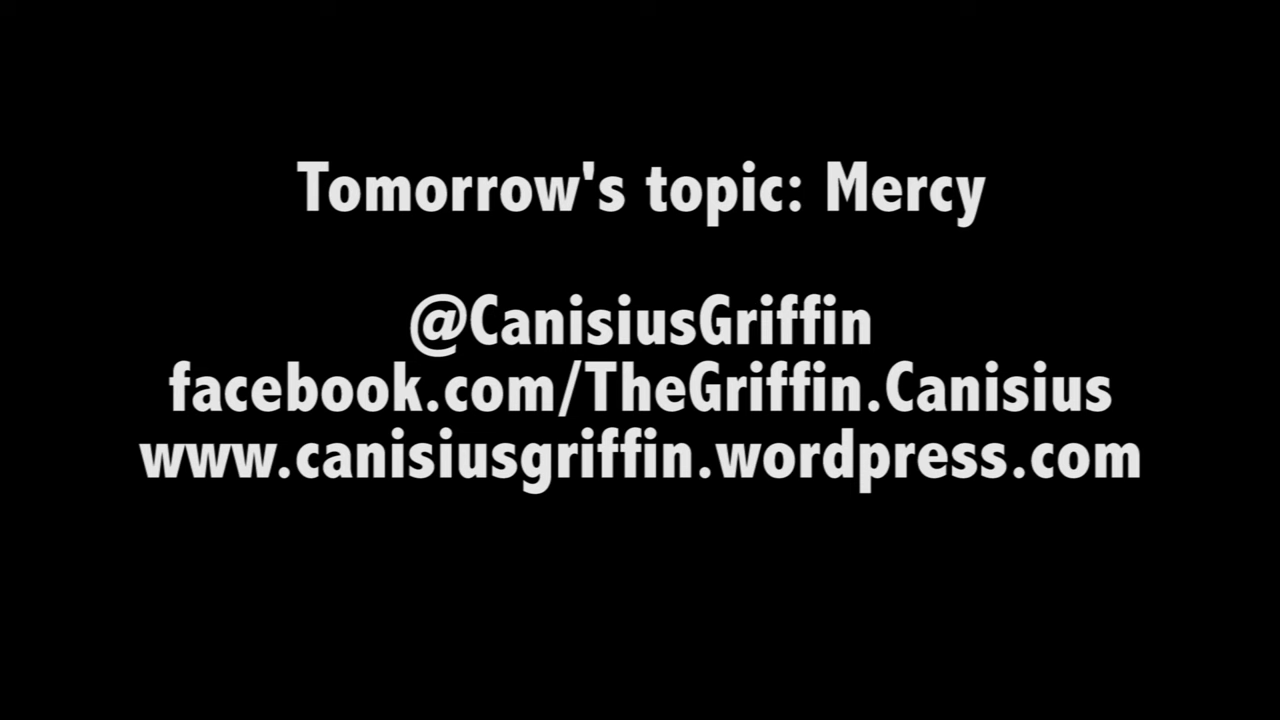 Tomorrow's topic: Mercy
@CanisiusGriffin
facebook.com/TheGriffin.Canisius
www.canisiusgriffin.wordpress.com